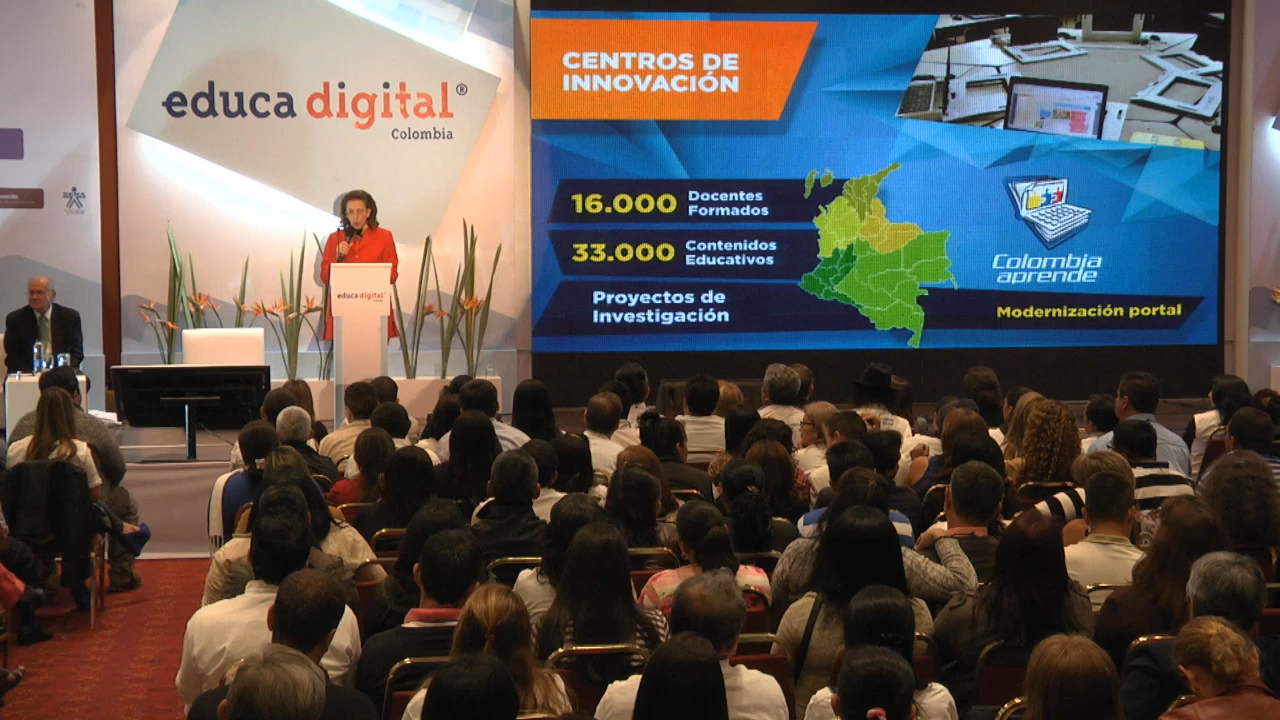 educa digital®
Colombia
CENTROS DE
INNOVACIÓN
16.000 Docentes
Formados
33.000 Contenidos
Educativos
Proyectos de
Investigación
Colombia
aprende
Modernización portal
educa digital
SENA